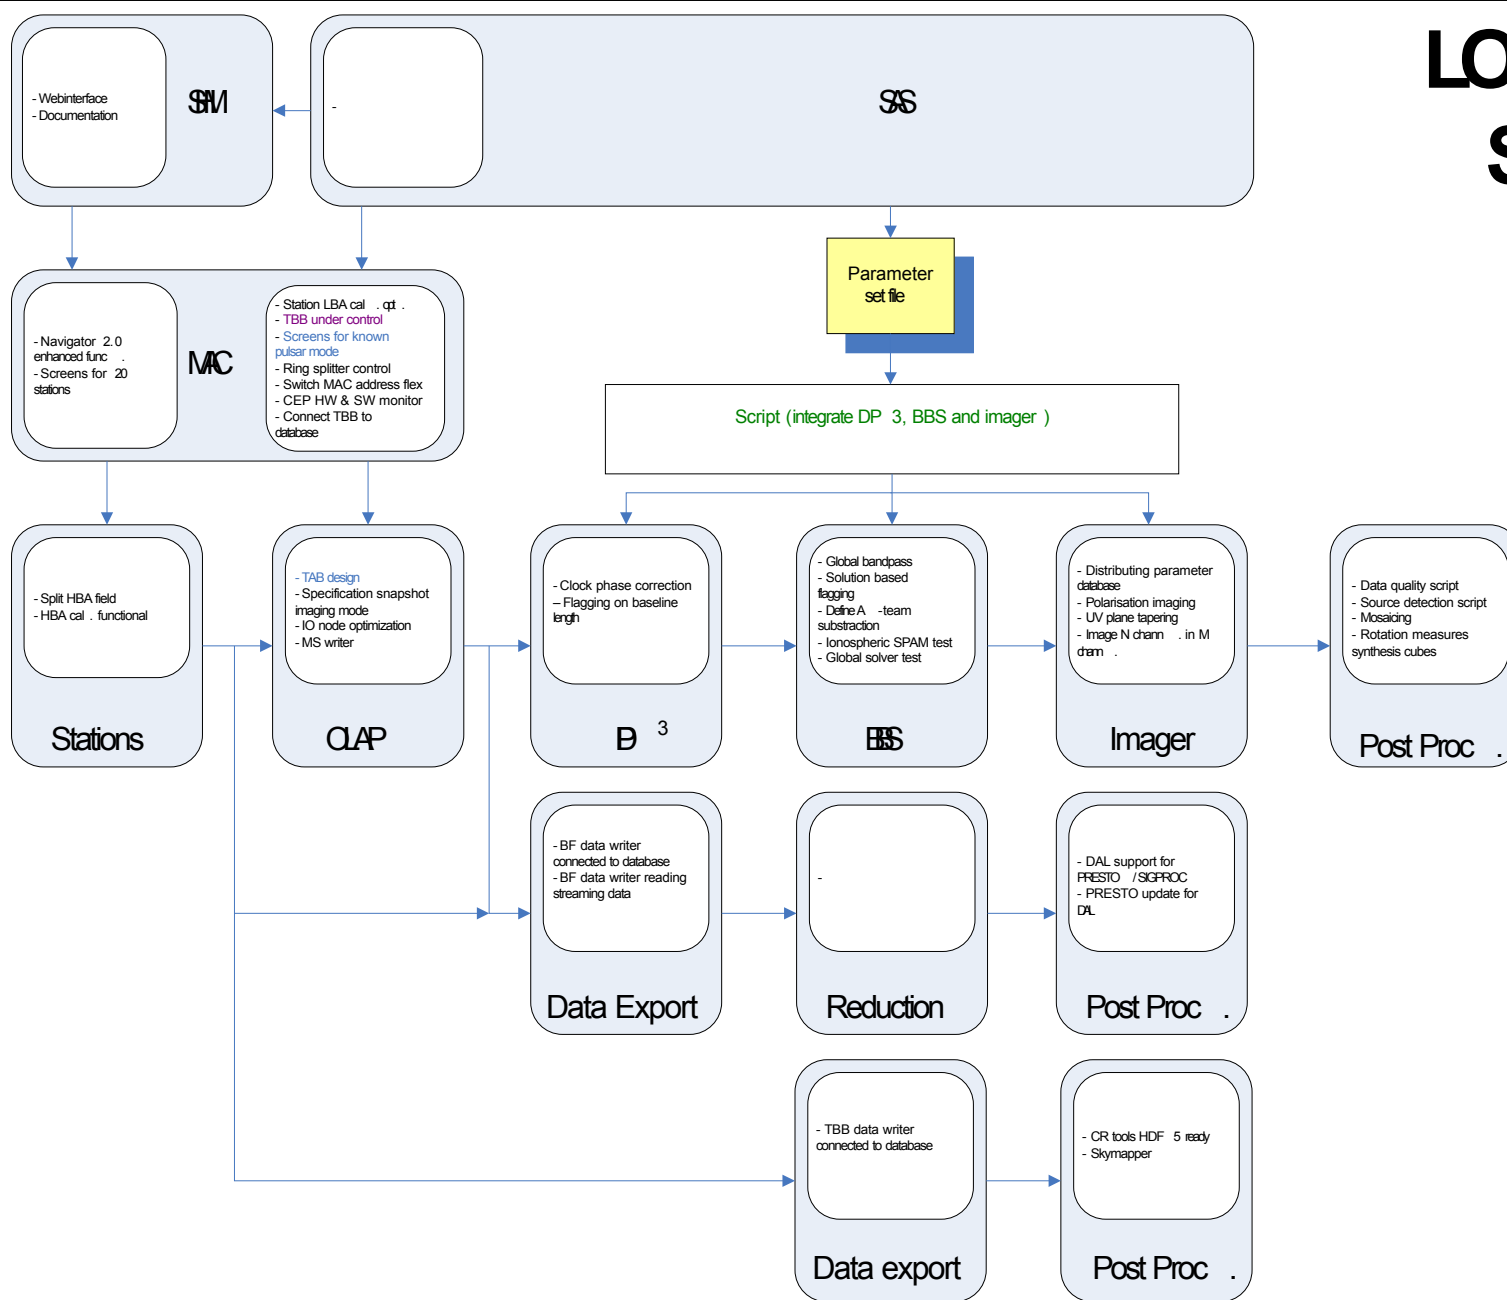 LO
S
- Webinterface
- Documentation
SHM
-
SAS
Parameter
set file
- Navigator 2.0
enhanced func .
- Screens for 20
stations
MAC
- Station LBA cal . opt .
- TBB under control
- Screens for known
pulsar mode
- Ring splitter control
- Switch MAC address flex
- CEP HW & SW monitor
- Connect TBB to
database
Script (integrate DP 3, BBS and imager )
- Split HBA field
- HBA cal . functional
Stations
- TAB design
- Specification snapshot
imaging mode
- IO node optimization
- MS writer
OLAP
- Clock phase correction
– Flagging on baseline
length
DP 3
- Global bandpass
- Solution based
flagging
- Define A -team
substraction
- Ionospheric SPAM test
- Global solver test
BBS
- Distributing parameter
database
- Polarisation imaging
- UV plane tapering
- Image N chann . in M
chann .
Imager
- Data quality script
- Source detection script
- Mosaicing
- Rotation measures
synthesis cubes
Post Proc .
- BF data writer
connected to database
- BF data writer reading
streaming data
Data Export
-
Reduction
- DAL support for
PRESTO / SIGPROC
- PRESTO update for
DAL
Post Proc .
- TBB data writer
connected to database
Data export
- CR tools HDF 5 ready
- Skymapper
Post Proc .